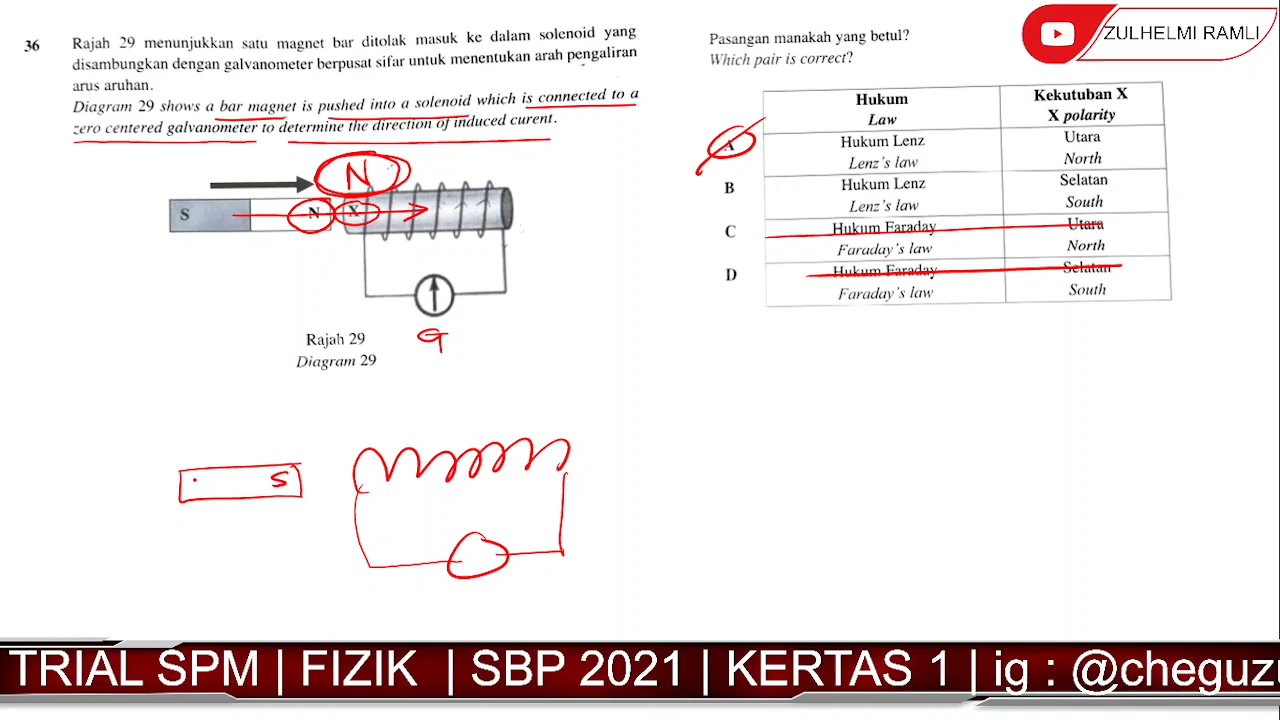 36
Rajah 29 menunjukkan satu magnet bar ditolak masuk ke dalam solenoid yang
disambungkan dengan galvanometer berpusat sifar untuk menentukan arah pengaliran
arus aruhan.
Diagram 29 shows a bar magnet is pushed into a solenoid which is connected to a
zero centered galvanometer to determine the direction of induced curent.
N
S
N
X
G
Rajah 29
Diagram 29
S
ZULHELMI RAMLI
Pasangan manakah yang betul?
Which pair is correct?
Hukum Kekutuban X
Law X polarity
A Hukum Lenz Utara
Lenz's law North
B Hukum Lenz Selatan
Lenz's law South
C Hukum Faraday Utara
Faraday's law North
D Hukum Faraday Selatan
Faraday's law South
TRIAL SPM | FIZIK | SBP 2021 | KERTAS 1 | ig : @cheguzu